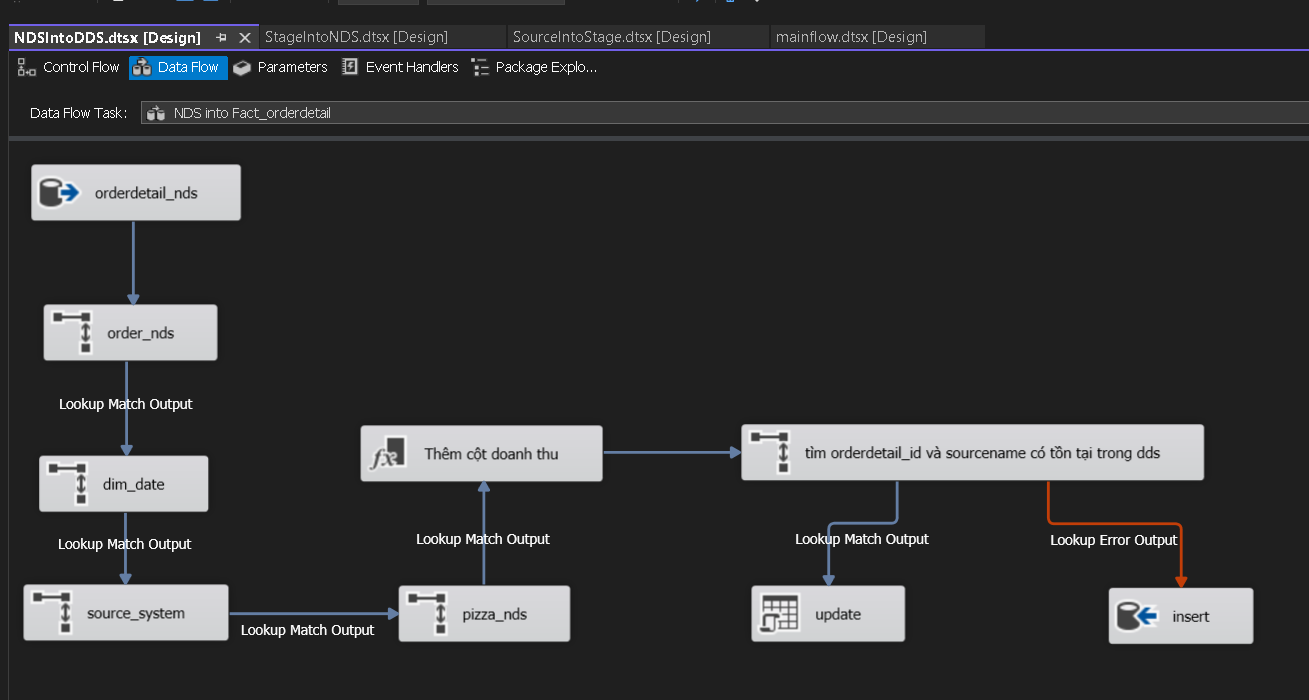 NDSIntoDDS.dtsx [Design]
StageIntoNDS.dtsx [Design]
SourceIntoStage.dtsx [Design]
mainflow.dtsx [Design]
Control Flow
Data Flow
Parameters
Event Handlers
Package Explo...
Data Flow Task:
NDS into Fact_orderdetail
orderdetail_nds
order_nds
Lookup Match Output
dim_date
Lookup Match Output
source_system
Lookup Match Output
pizza_nds
Lookup Match Output
Thêm cột doanh thu
tìm orderdetail_id và sourcename có tồn tại trong dds
Lookup Match Output
Lookup Error Output
update
insert